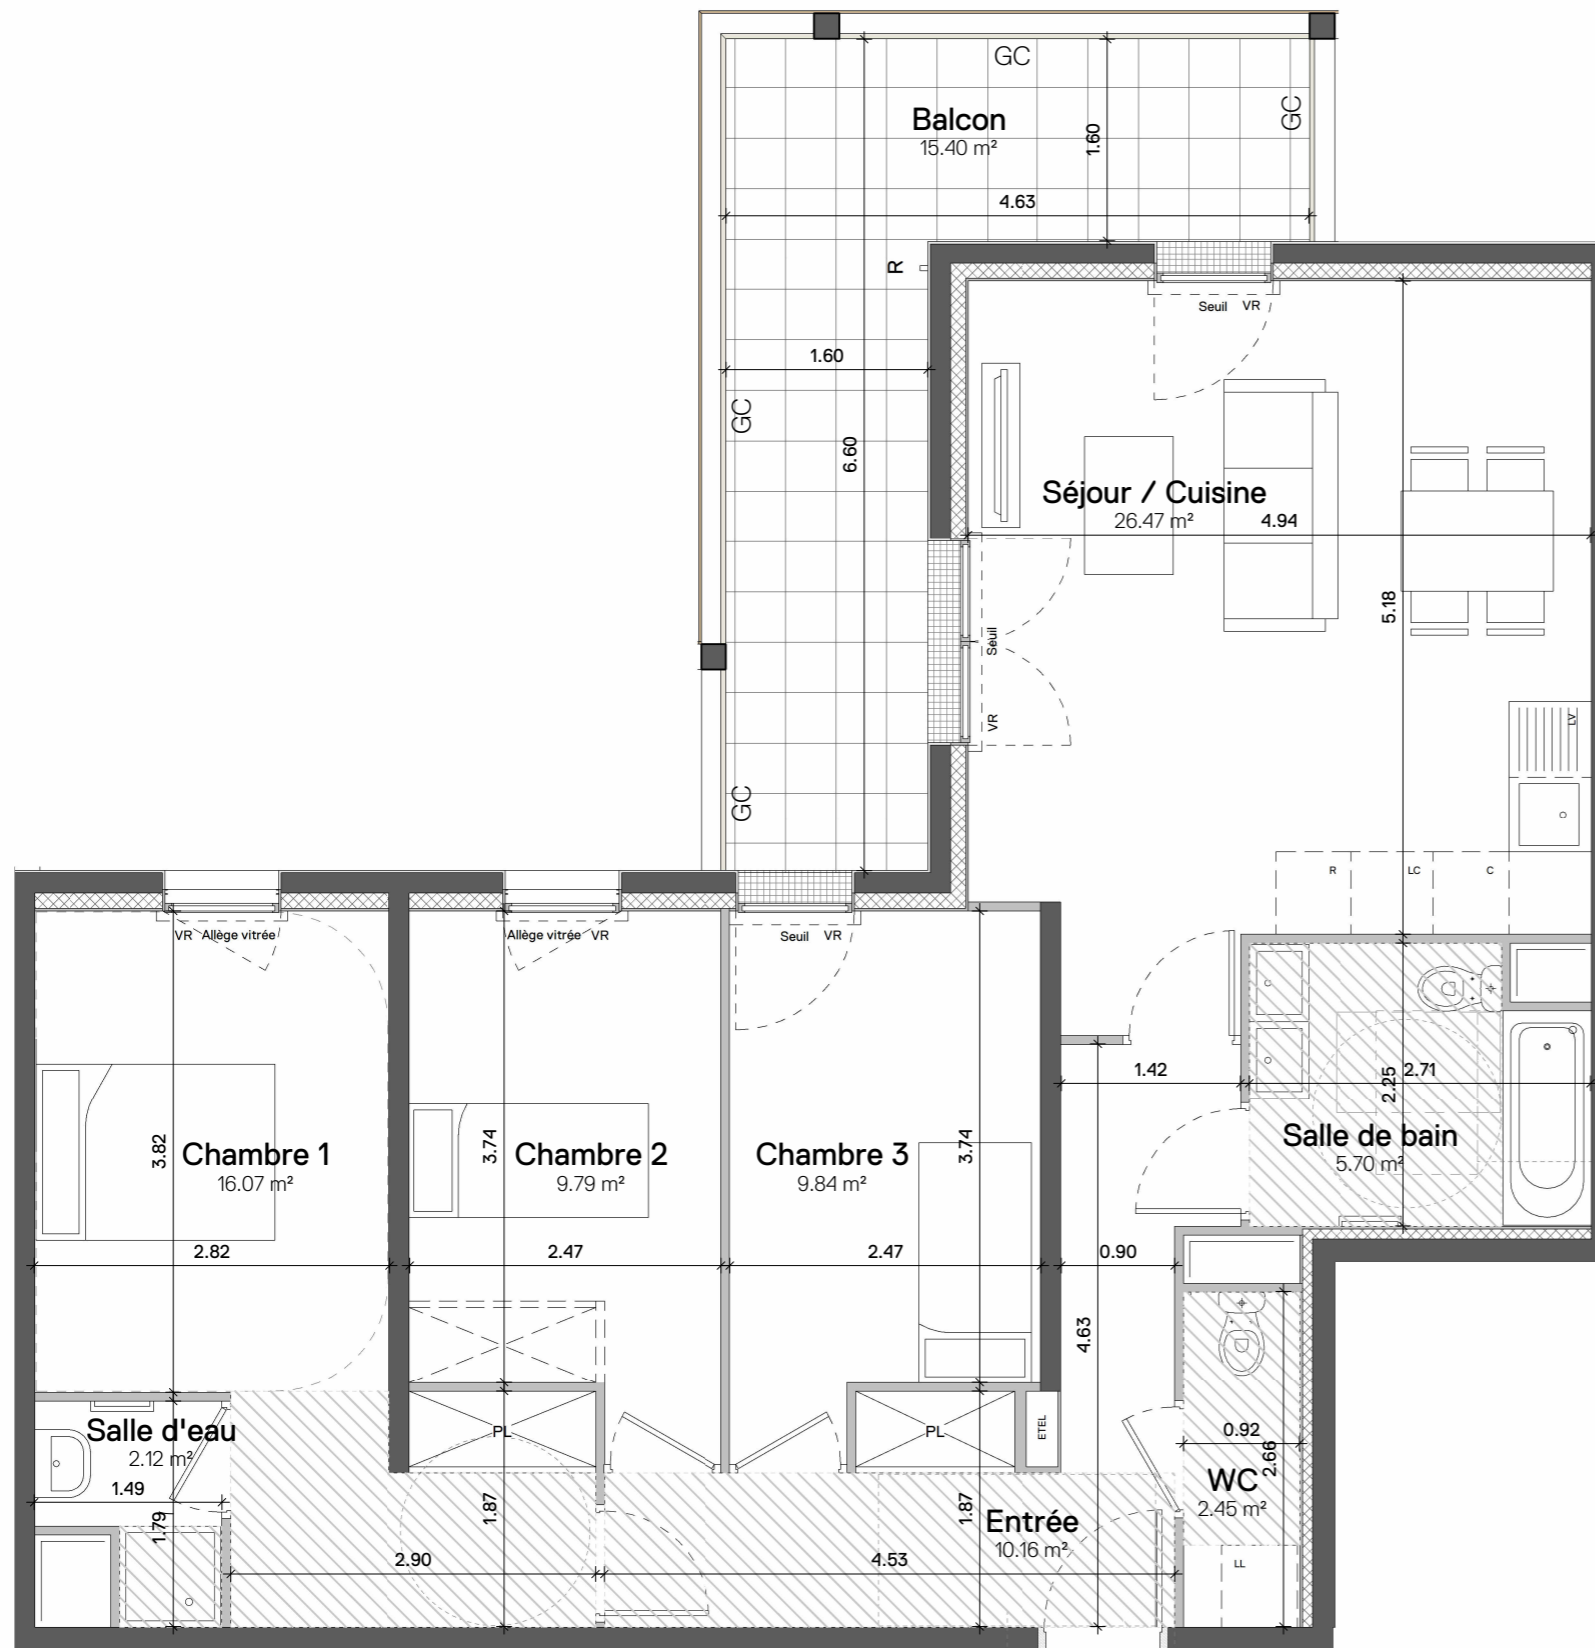 GC
GC
Balcon
15.40 m²
1.60
4.63
R
Seuil VR
1.60
GC
6.60
Séjour / Cuisine
26.47 m²
4.94
5.18
Seuil
VR
LV
GC
R
LC
C
VR Allège vitrée
Allège vitrée VR
Seuil VR
1.42
2.25
2.71
Salle de bain
5.70 m²
3.82
Chambre 1
16.07 m²
3.74
Chambre 2
9.79 m²
Chambre 3
9.84 m²
3.74
2.82
2.47
2.47
0.90
4.63
Salle d'eau
2.12 m²
1.49
1.79
PL
PL
ETEL
0.92
2.66
WC
2.45 m²
1.87
1.87
Entrée
10.16 m²
2.90
4.53
LL